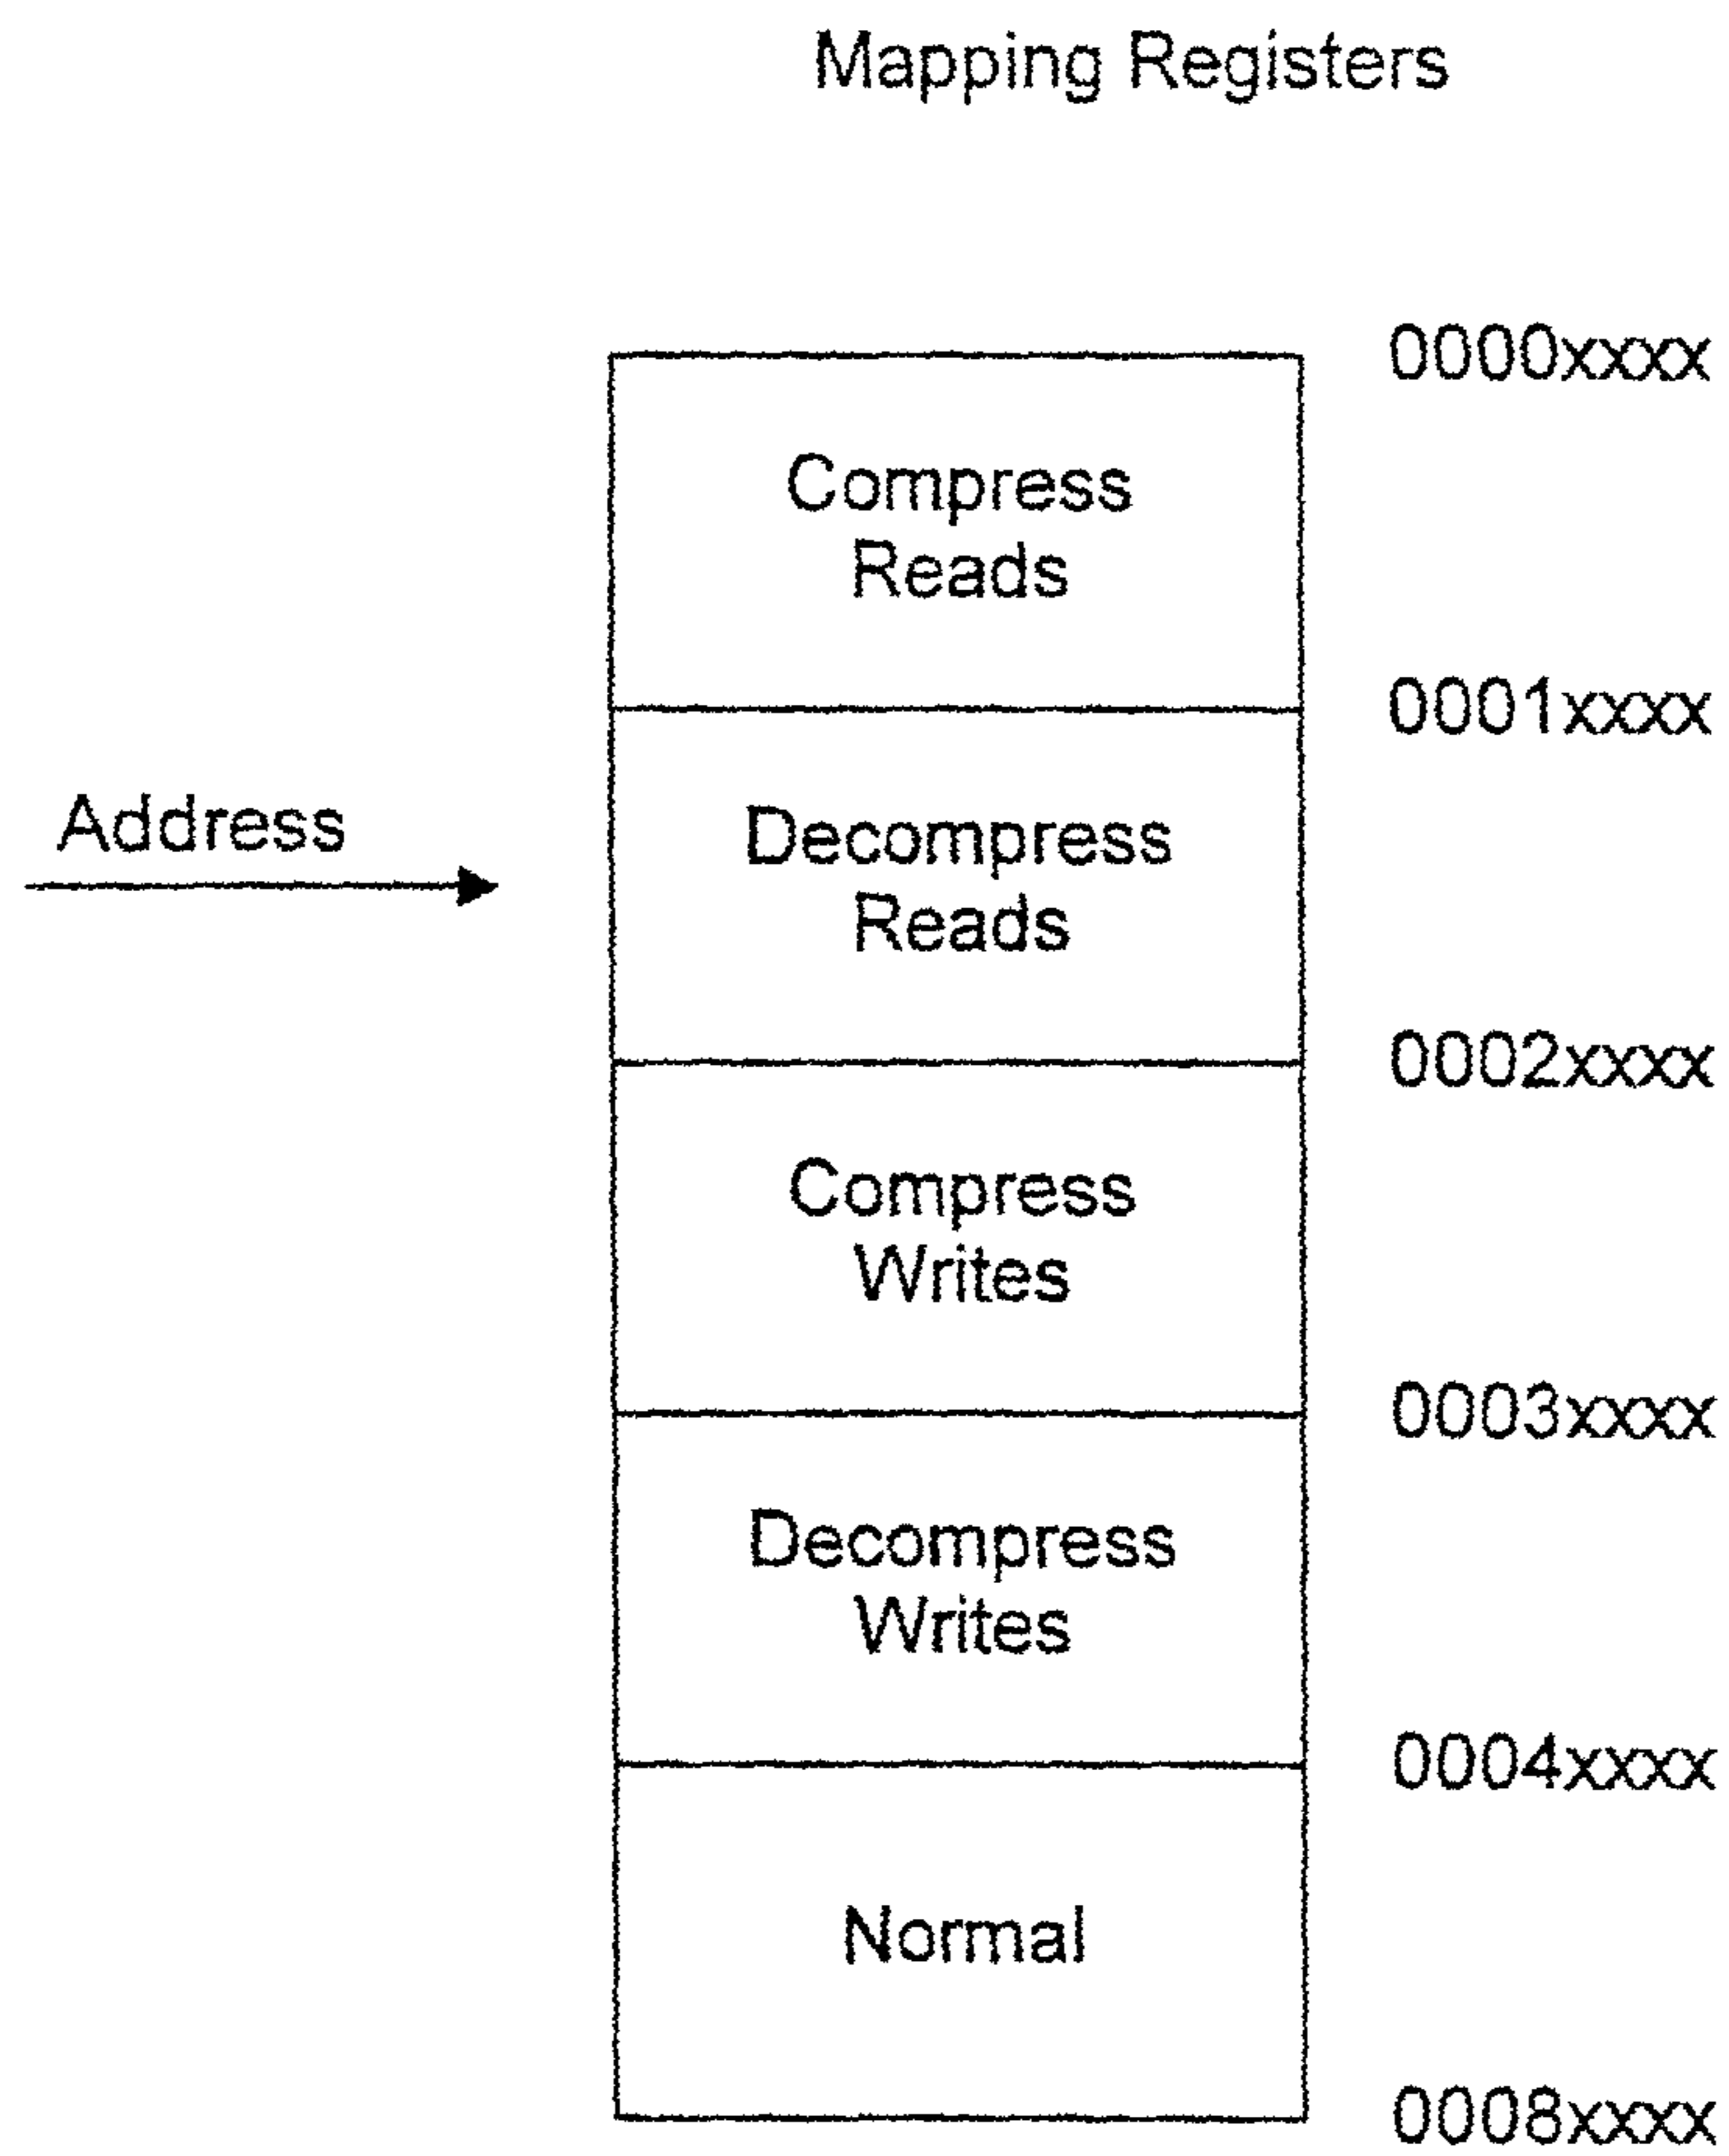 Mapping Registers
0000xxxx
Compress
Reads
0001xxxx
Address
Decompress
Reads
0002xxxx
Compress
Writes
0003xxxx
Decompress
Writes
0004xxxx
Normal
0008xxxx